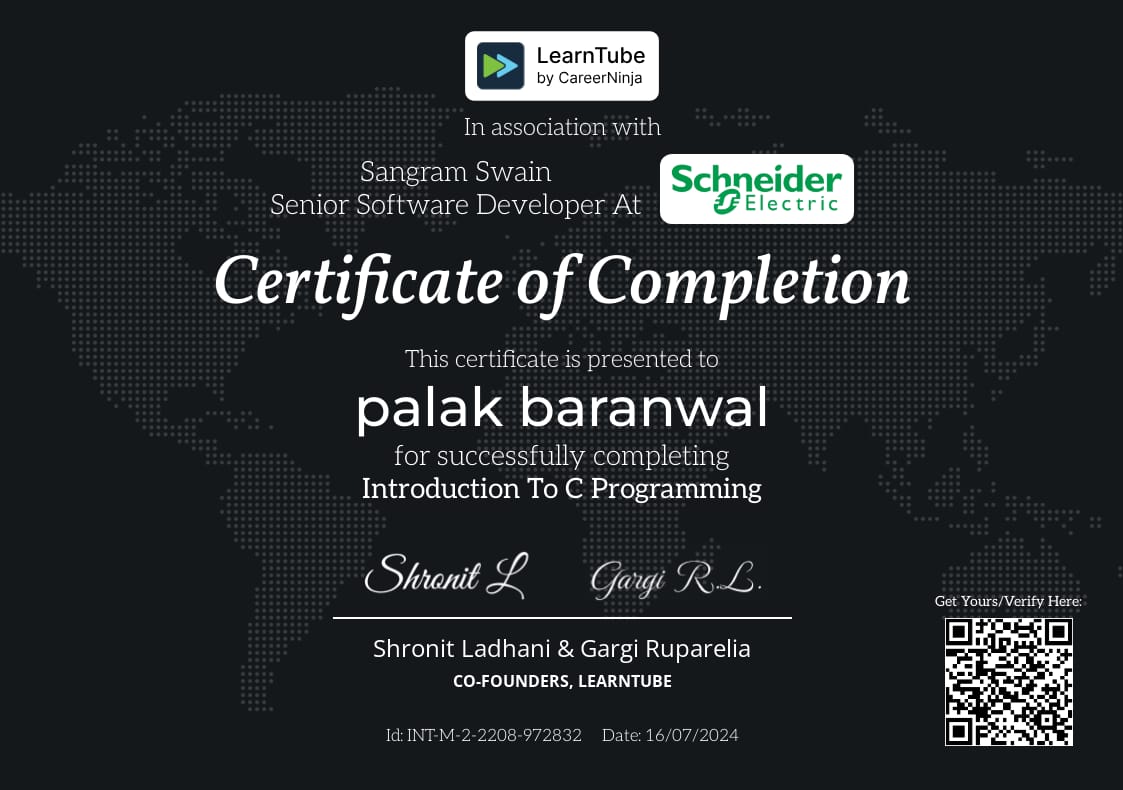 LearnTube
by CareerNinja
In association with
Sangram Swain
Senior Software Developer At
Schneider
Electric
Certificate of Completion
This certificate is presented to
palak baranwal
for successfully completing
Introduction To C Programming
Shronit L
Gargi R.L.
Get Yours/Verify Here:
Shronit Ladhani & Gargi Ruparelia
CO-FOUNDERS, LEARNTUBE
Id: INT-M-2-2208-972832 Date: 16/07/2024